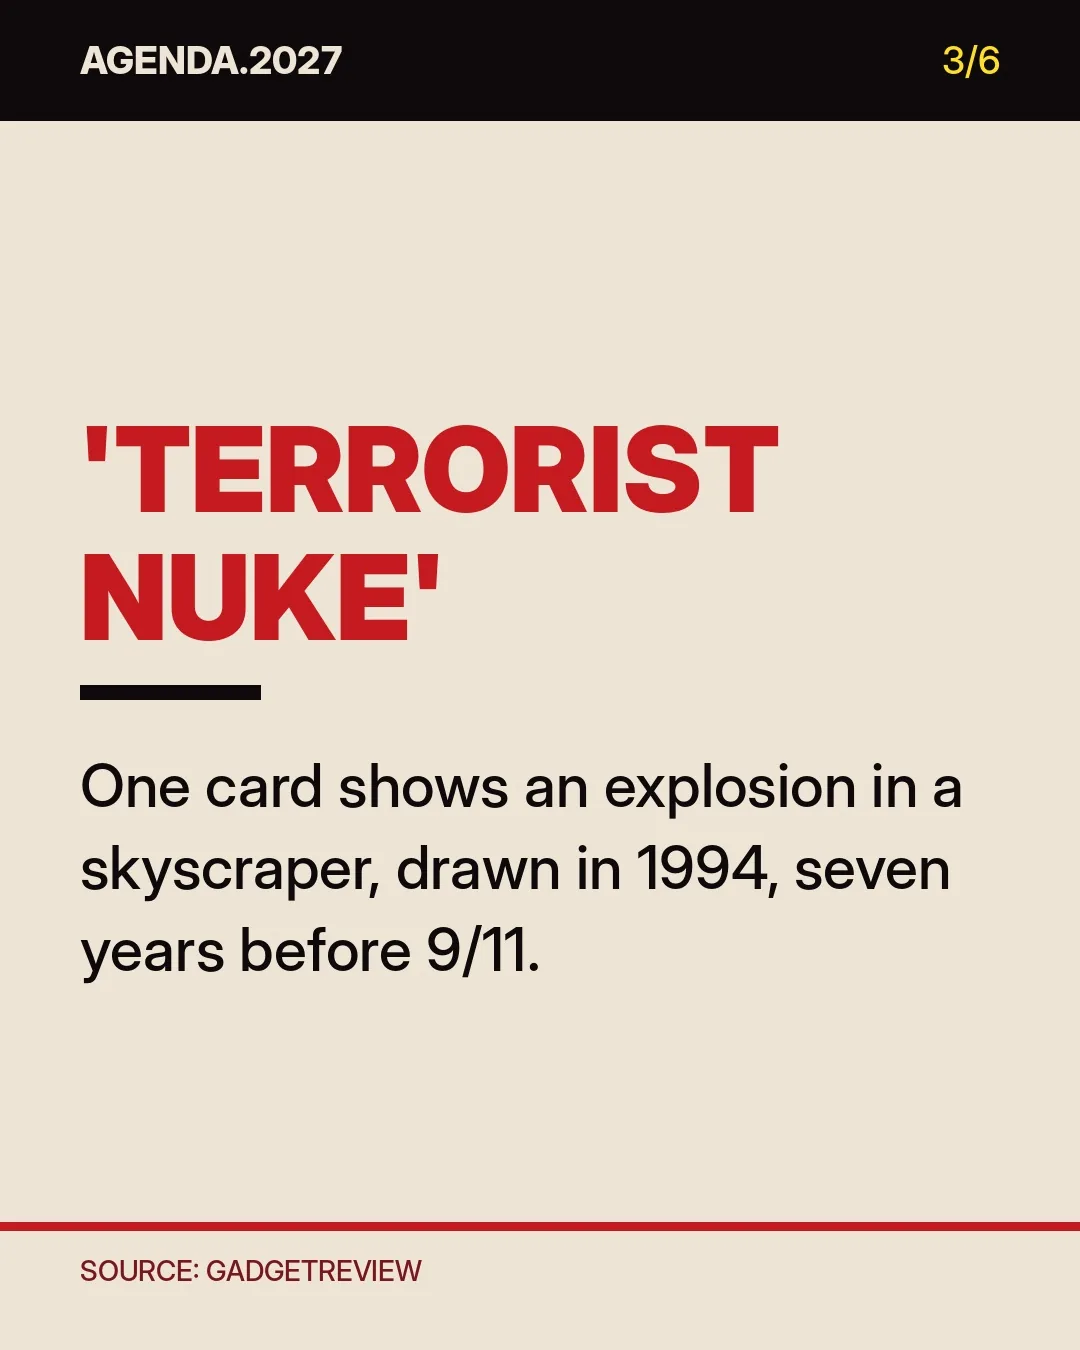 AGENDA.2027
3/6
'TERRORIST
NUKE'
One card shows an explosion in a
skyscraper, drawn in 1994, seven
years before 9/11.
SOURCE: GADGETREVIEW